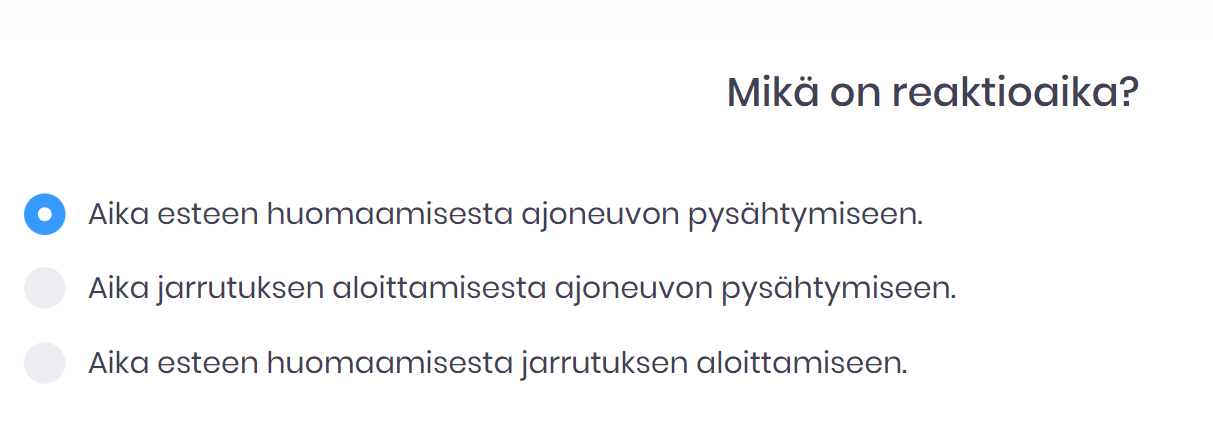 Mikä on reaktioaika?
Aika esteen huomaamisesta ajoneuvon pysähtymiseen.
Aika jarrutuksen aloittamisesta ajoneuvon pysähtymiseen.
Aika esteen huomaamisesta jarrutuksen aloittamiseen.